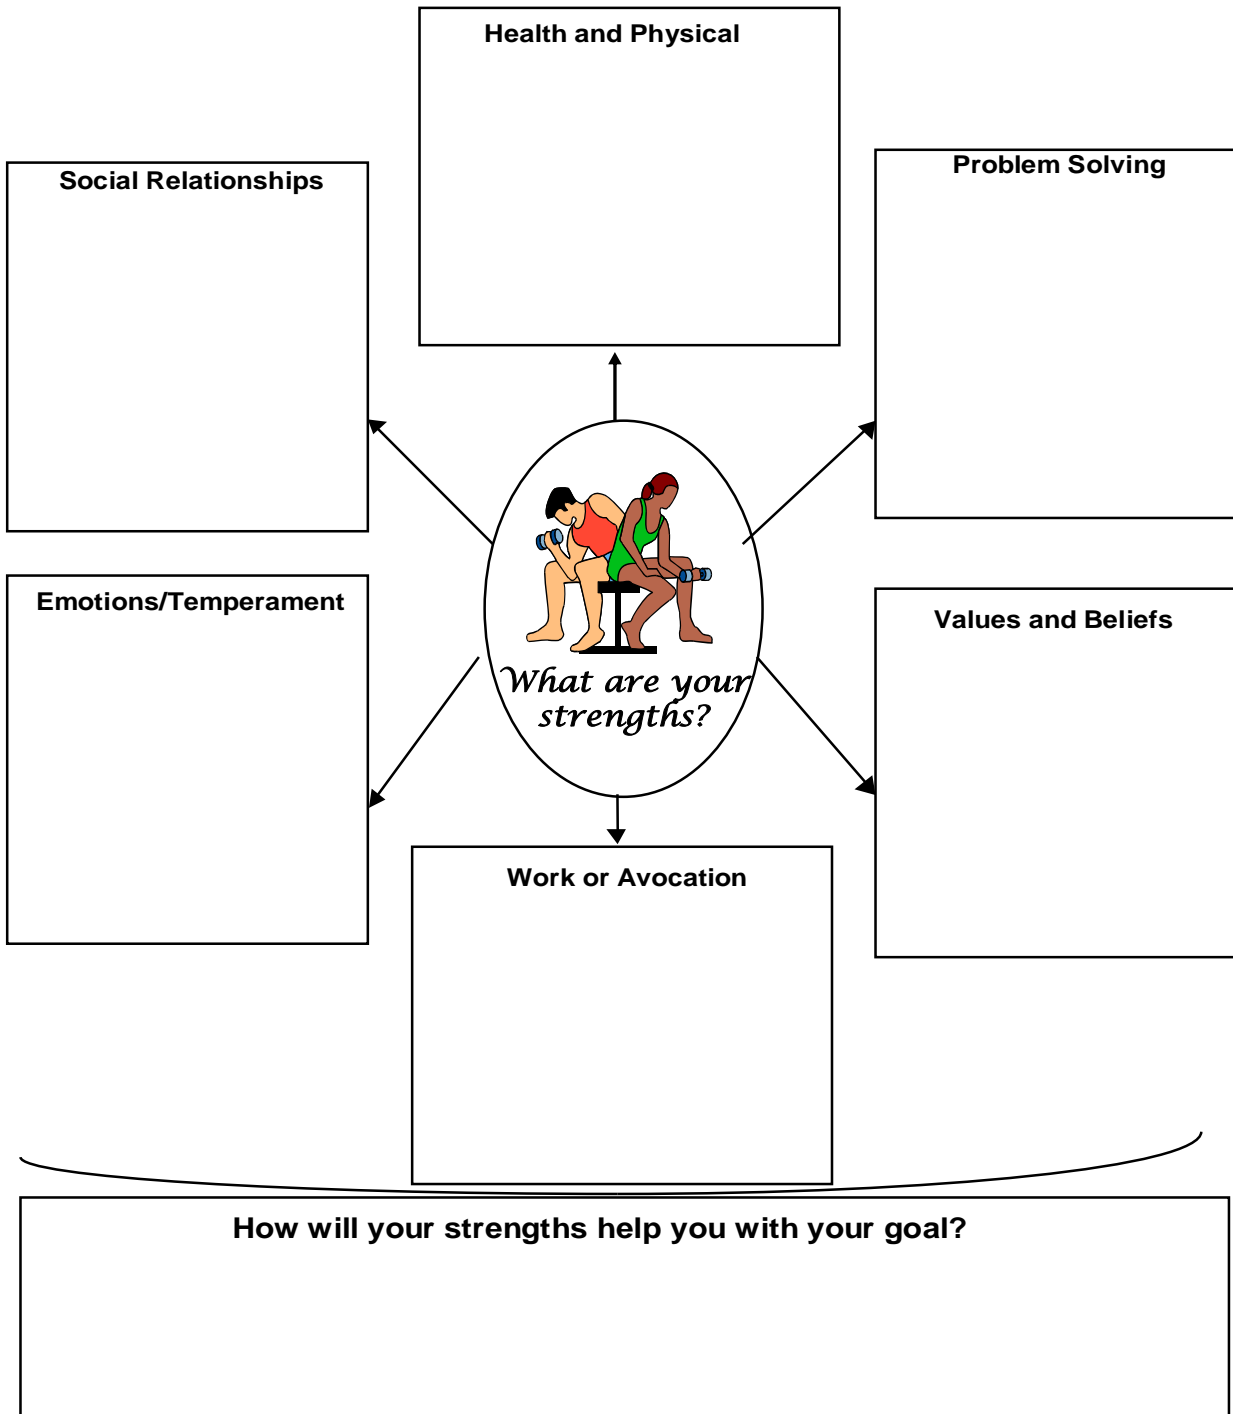 Health and Physical
Social Relationships
Problem Solving
What are your
strengths?
Emotions/Temperament
Values and Beliefs
Work or Avocation
How will your strengths help you with your goal?